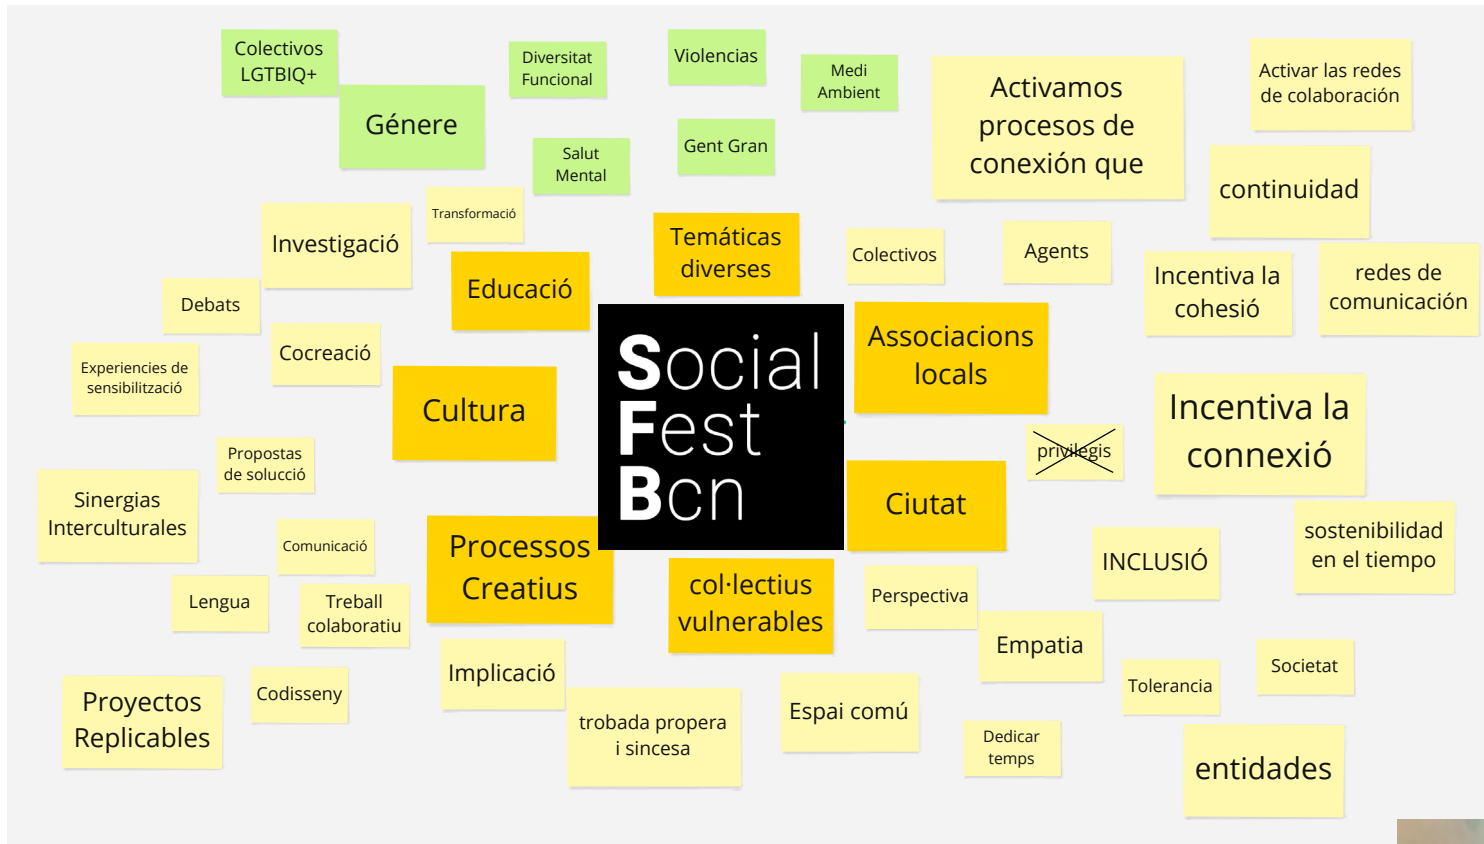 Colectivos
LGTBIQ+
Génere
Diversitat
Funcional
Violencias
Medi
Ambient
Salut
Mental
Gent Gran
Activamos
procesos de
conexión que
Activar las redes
de colaboración
continuidad
Transformació
Investigació
Educació
Temáticas
diverses
Colectivos
Agents
Incentiva la
cohesió
redes de
comunicación
Debats
Cocreació
Experiencies de
sensibilització
Cultura
Social
Fest
Bcn
Associacions
locals
privilegis
Incentiva la
connexió
Propostas
de solucció
Sinergias
Interculturales
Ciutat
Comunicació
Processos
Creatius
col·lectius
vulnerables
INCLUSIÓ
sostenibilidad
en el tiempo
Lengua
Treball
colaboratiu
Perspectiva
Empatia
Societat
Tolerancia
Implicació
Codisseny
Proyectos
Replicables
trobada propera
i sincesa
Espai comú
Dedicar
temps
entidades